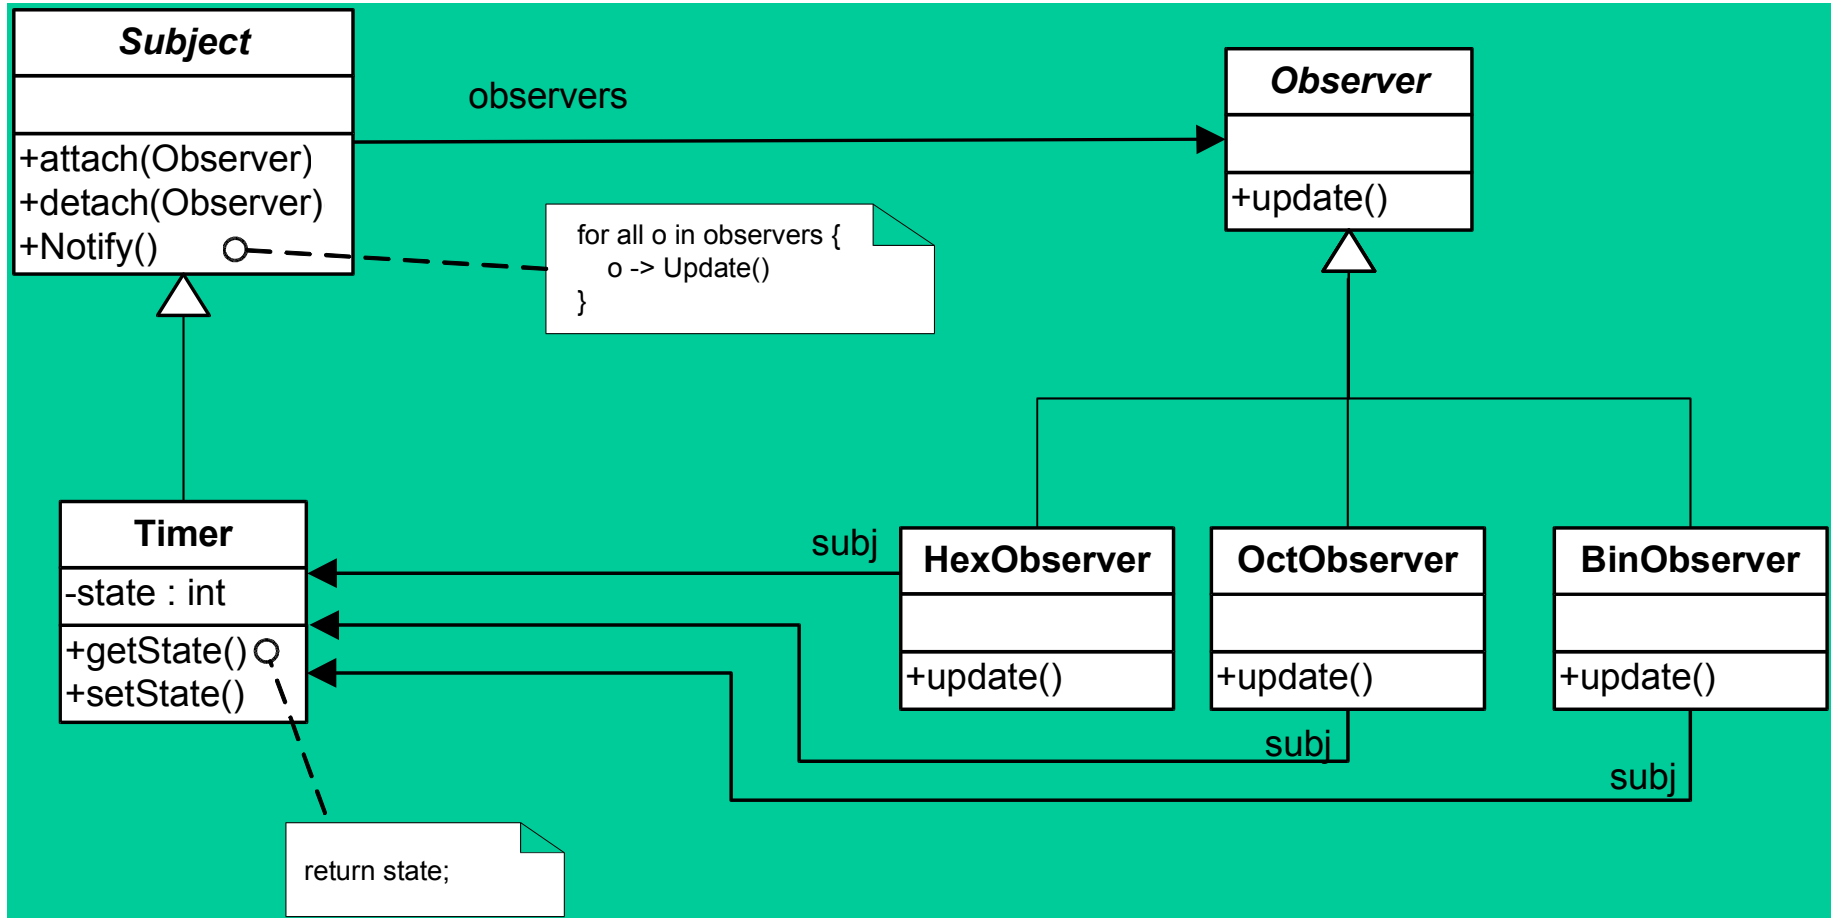 Subject
+attach(Observer)
+detach(Observer)
+Notify()
observers
Observer
+update()
for all o in observers {
o -> Update()
}
Timer
-state : int
+getState()
+setState()
return state;
subj
HexObserver
+update()
subj
OctObserver
+update()
subj
BinObserver
+update()